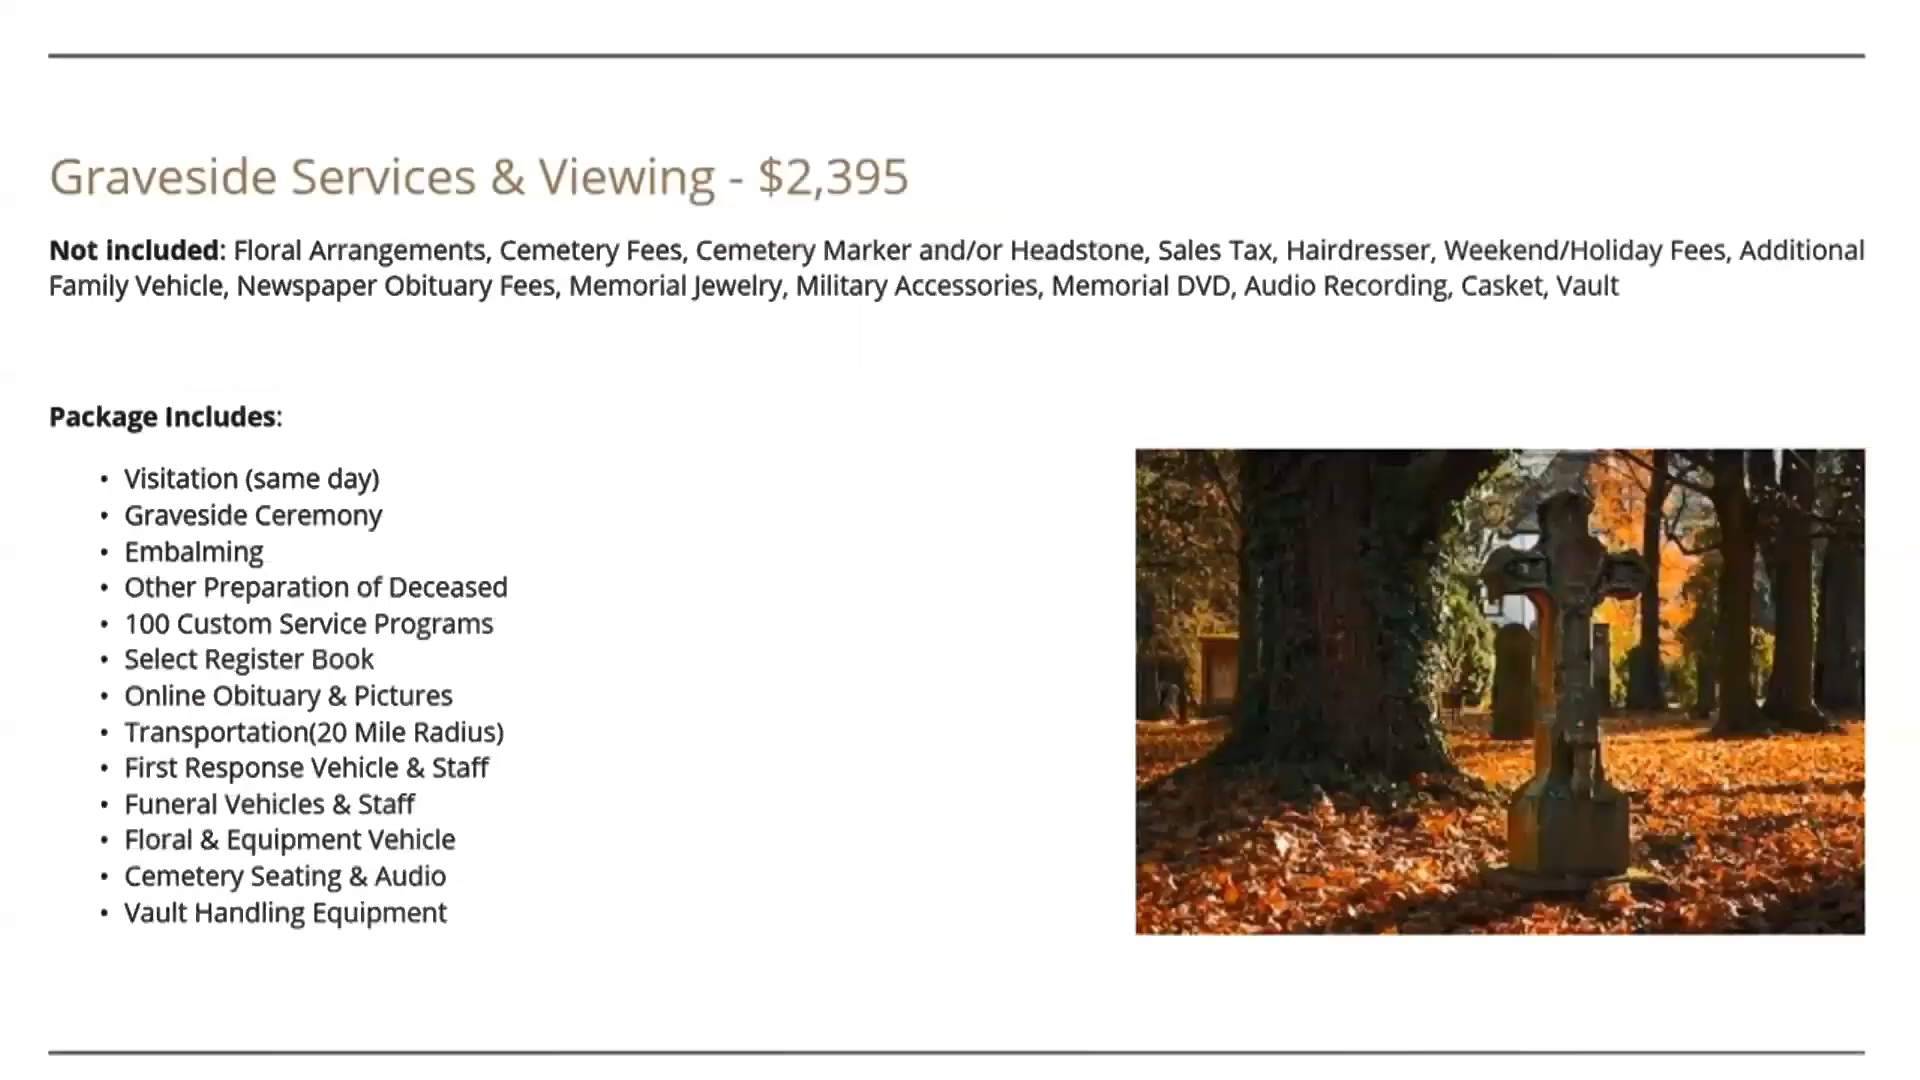 Graveside Services & Viewing - $2,395
Not included: Floral Arrangements, Cemetery Fees, Cemetery Marker and/or Headstone, Sales Tax, Hairdresser, Weekend/Holiday Fees, Additional
Family Vehicle, Newspaper Obituary Fees, Memorial Jewelry, Military Accessories, Memorial DVD, Audio Recording, Casket, Vault
Package Includes:
• Visitation (same day)
• Graveside Ceremony
• Embalming
• Other Preparation of Deceased
• 100 Custom Service Programs
• Select Register Book
• Online Obituary & Pictures
• Transportation(20 Mile Radius)
• First Response Vehicle & Staff
• Funeral Vehicles & Staff
• Floral & Equipment Vehicle
• Cemetery Seating & Audio
• Vault Handling Equipment